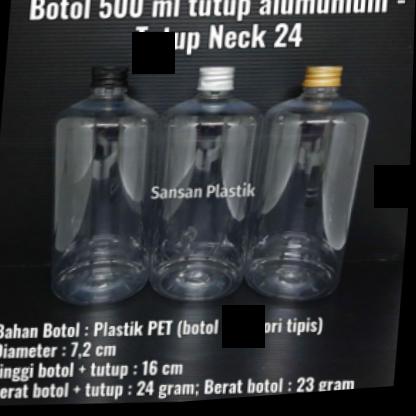 Botol 500 ml tutup alumunium -
Tutup Neck 24
Sansan Plastik
Bahan Botol : Plastik PET (botol ori tipis)
Diameter : 7,2 cm
inggi botol + tutup : 16 cm
erat botol + tutup : 24 gram; Berat botol : 23 gram